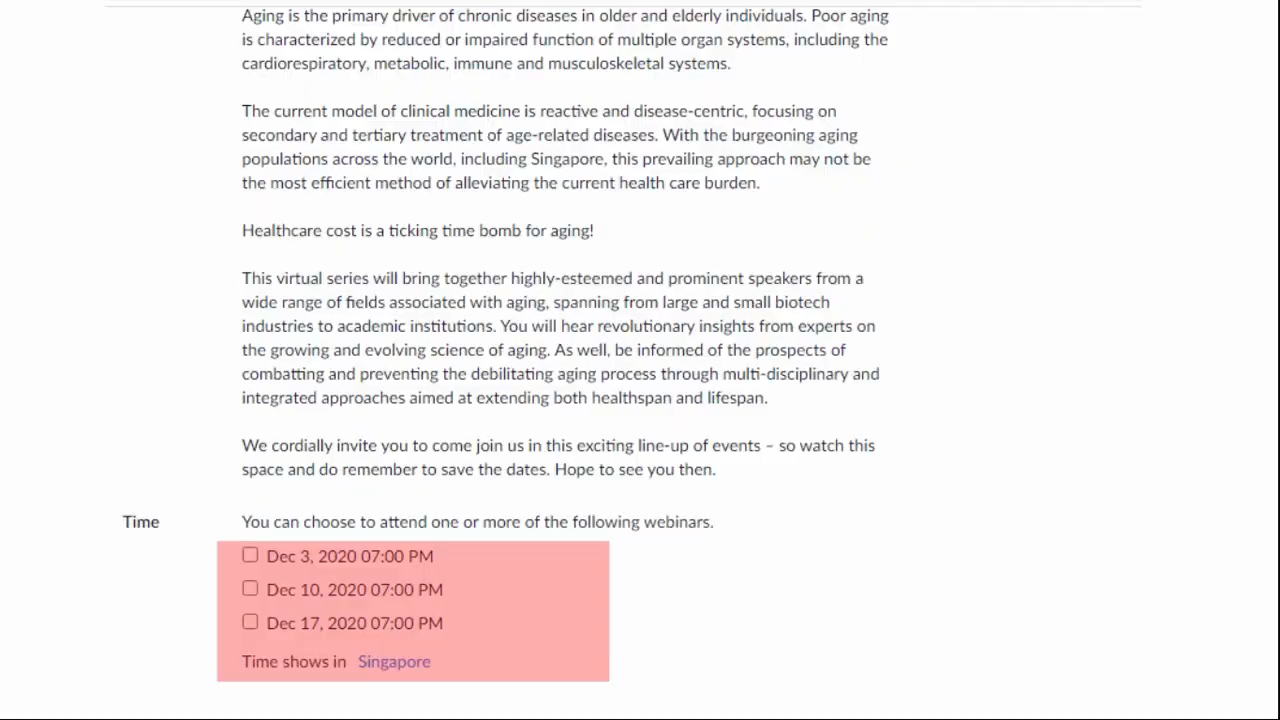 Aging is the primary driver of chronic diseases in older and elderly individuals. Poor aging
is characterized by reduced or impaired function of multiple organ systems, including the
cardiorespiratory, metabolic, immune and musculoskeletal systems.
The current model of clinical medicine is reactive and disease-centric, focusing on
secondary and tertiary treatment of age-related diseases. With the burgeoning aging
populations across the world, including Singapore, this prevailing approach may not be
the most efficient method of alleviating the current health care burden.
Healthcare cost is a ticking time bomb for aging!
This virtual series will bring together highly-esteemed and prominent speakers from a
wide range of fields associated with aging, spanning from large and small biotech
industries to academic institutions. You will hear revolutionary insights from experts on
the growing and evolving science of aging. As well, be informed of the prospects of
combatting and preventing the debilitating aging process through multi-disciplinary and
integrated approaches aimed at extending both healthspan and lifespan.
We cordially invite you to come join us in this exciting line-up of events – so watch this
space and do remember to save the dates. Hope to see you then.
Time You can choose to attend one or more of the following webinars.
Dec 3, 2020 07:00 PM
Dec 10, 2020 07:00 PM
Dec 17, 2020 07:00 PM
Time shows in Singapore